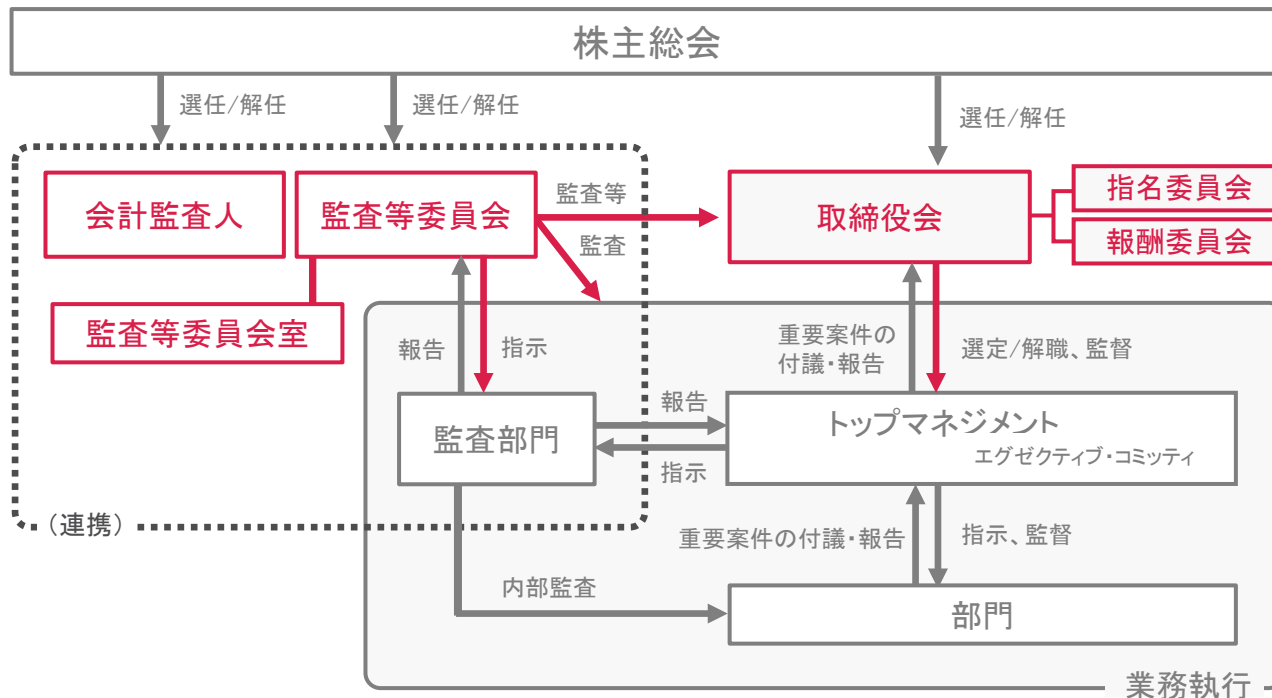 株主総会
選任/解任
選任/解任
選任/解任
会計監査人
監査等委員会
監査等
監査
取締役会
指名委員会
報酬委員会
監査等委員会室
報告
指示
重要案件の
付議・報告
選定/解職、監督
監査部門
報告
指示
トップマネジメント
エグゼクティブ・コミッティ
（連携）
重要案件の付議・報告
指示、監督
内部監査
部門
業務執行